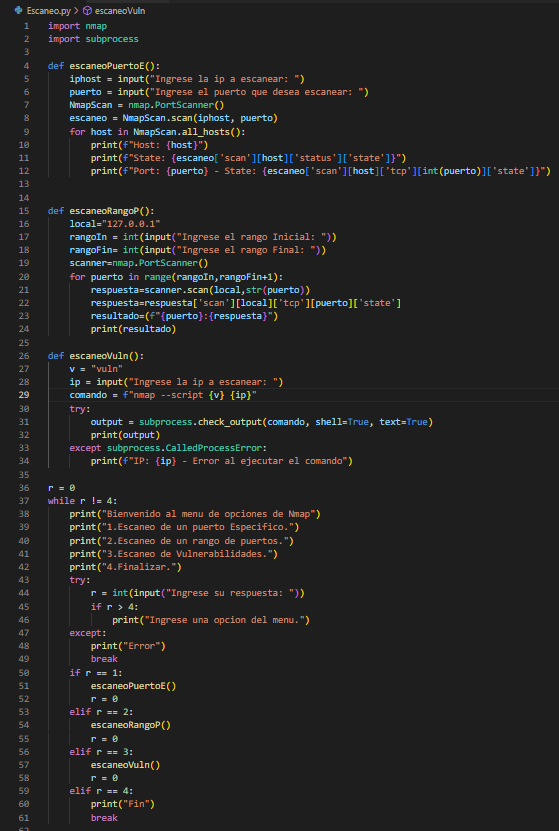 Escaneo.py > escaneoVuln
1 import nmap
2 import subprocess
3
4 def escaneoPuertoE():
5     iphost = input("Ingrese la ip a escanear: ")
6     puerto = input("Ingrese el puerto que desea escanear: ")
7     NmapScan = nmap.PortScanner()
8     escaneo = NmapScan.scan(iphost, puerto)
9     for host in NmapScan.all_hosts():
10         print(f"Host: {host}")
11         print(f"State: {escaneo['scan'][host]['status']['state']}")
12         print(f"Port: {puerto} - State: {escaneo['scan'][host]['tcp'][int(puerto)]['state']}")
13
14
15 def escaneoRangoP():
16     local="127.0.0.1"
17     rangoIn = int(input("Ingrese el rango Inicial: "))
18     rangoFin= int(input("Ingrese el rango Final: "))
19     scanner=nmap.PortScanner()
20     for puerto in range(rangoIn,rangoFin+1):
21         respuesta=scanner.scan(local,str(puerto))
22         respuesta=respuesta['scan'][local]['tcp'][puerto]['state']
23         resultado=(f"{puerto}:{respuesta}")
24         print(resultado)
25
26 def escaneoVuln():
27     v = "vuln"
28     ip = input("Ingrese la ip a escanear: ")
29     comando = f"nmap --script {v} {ip}"
30     try:
31         output = subprocess.check_output(comando, shell=True, text=True)
32         print(output)
33     except subprocess.CalledProcessError:
34         print(f"IP: {ip} - Error al ejecutar el comando")
35
36 r = 0
37 while r != 4:
38     print("Bienvenido al menu de opciones de Nmap")
39     print("1.Escaneo de un puerto Especifico.")
40     print("2.Escaneo de un rango de puertos.")
41     print("3.Escaneo de Vulnerabilidades.")
42     print("4.Finalizar.")
43     try:
44         r = int(input("Ingrese su respuesta: "))
45         if r > 4:
46             print("Ingrese una opcion del menu.")
47     except:
48         print("Error")
49         break
50     if r == 1:
51         escaneoPuertoE()
52         r = 0
53     elif r == 2:
54         escaneoRangoP()
55         r = 0
56     elif r == 3:
57         escaneoVuln()
58         r = 0
59     elif r == 4:
60         print("Fin")
61         break
62